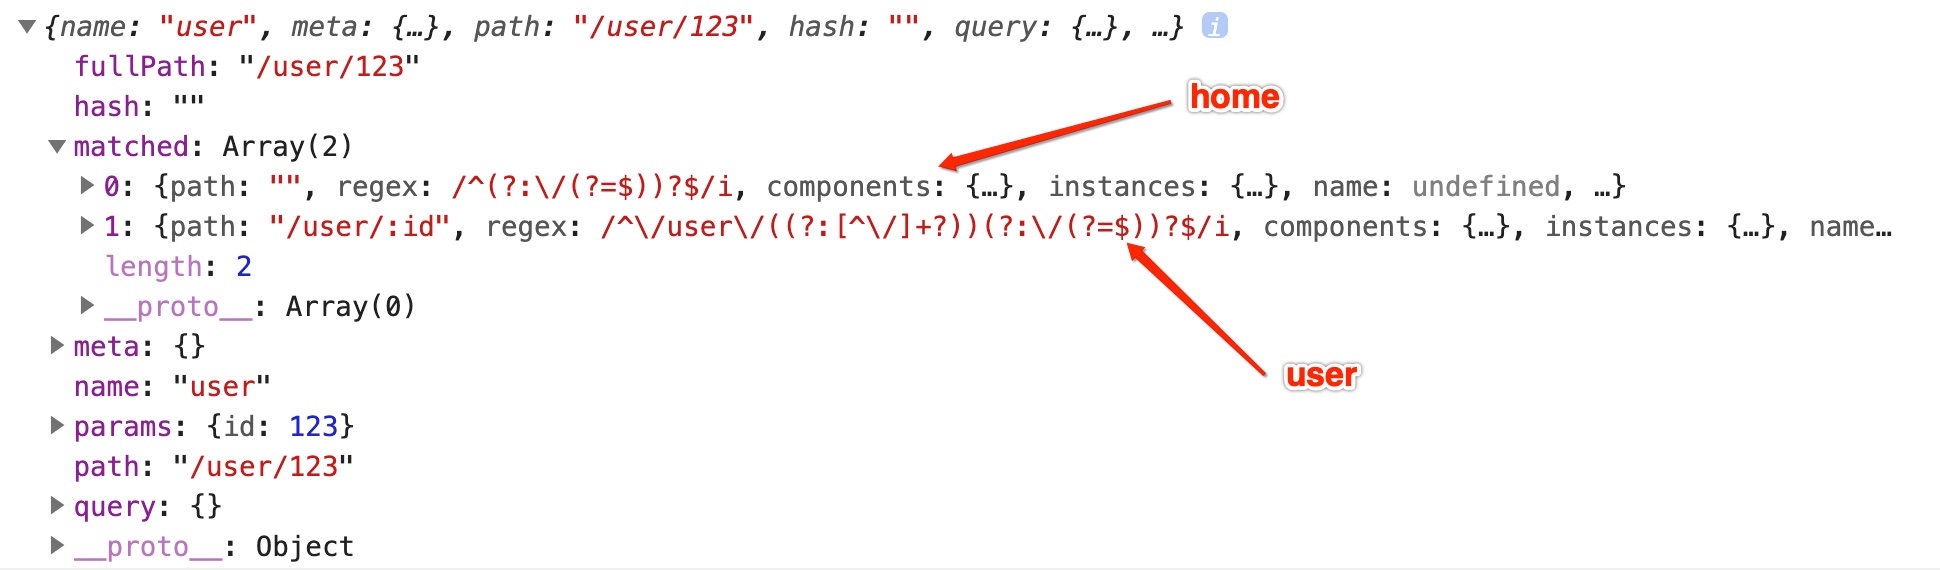 {name: "user", meta: {…}, path: "/user/123", hash: "", query: {…}, …} i
fullPath: "/user/123"
hash: ""
home
matched: Array(2)
0: {path: "", regex: /^(?:\/(?=$))?$/i, components: {…}, instances: {…}, name: undefined, …}
1: {path: "/user/:id", regex: /^\/user\/((?:[^\/]+?))(?:\/(?=$))?$/i, components: {…}, instances: {…}, name…
length: 2
__proto__: Array(0)
meta: {}
name: "user"
user
params: {id: 123}
path: "/user/123"
query: {}
__proto__: Object